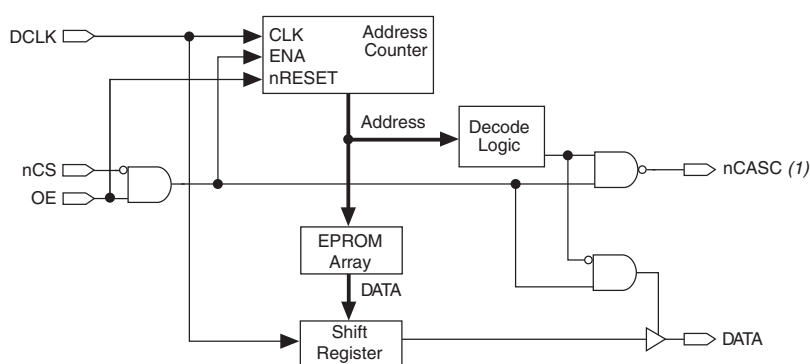 DCLK
CLK
ENA
nRESET
Address
Counter
Address
Decode
Logic
nCS
OE
nCASC (1)
EPROM
Array
DATA
Shift
Register
DATA